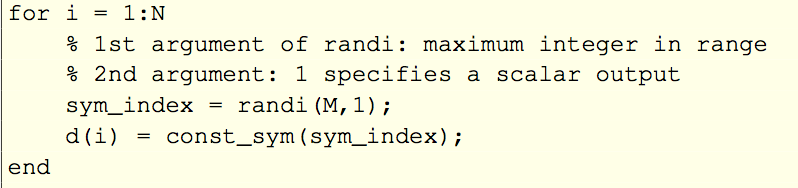 for i = 1:N
    % 1st argument of randi: maximum integer in range
    % 2nd argument: 1 specifies a scalar output
    sym_index = randi(M,1);
    d(i) = const_sym(sym_index);
end